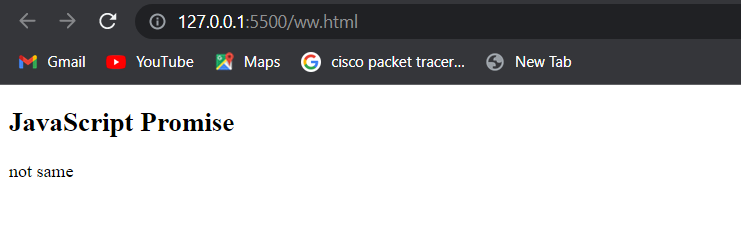 127.0.0.1:5500/ww.html
Gmail YouTube Maps cisco packet tracer... New Tab
JavaScript Promise
not same